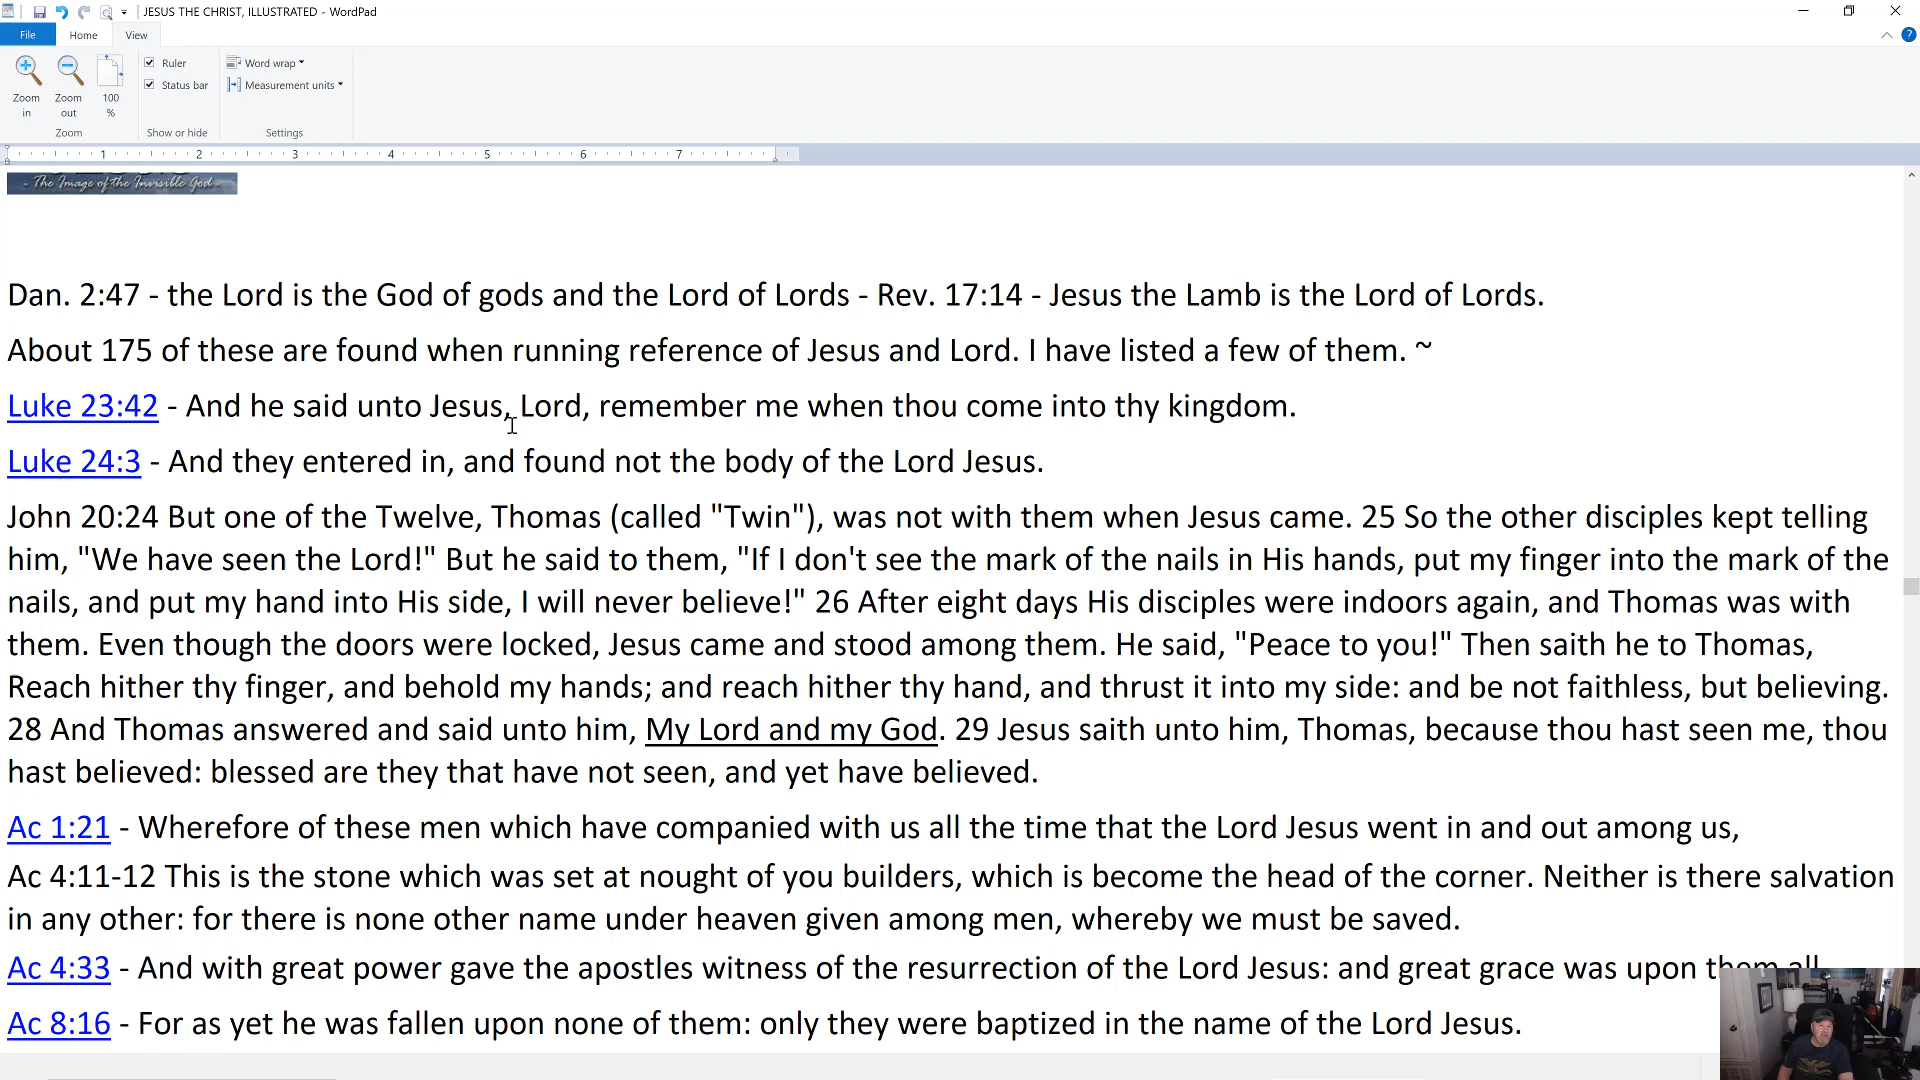 JESUS THE CHRIST, ILLUSTRATED - WordPad
File Home View
Ruler
Status bar
Word wrap
Measurement units
Zoom in
Zoom out
100 %
Zoom
Show or hide
Settings
1 2 3 4 5 6 7
- The Image of the Invisible God -
Dan. 2:47 - the Lord is the God of gods and the Lord of Lords - Rev. 17:14 - Jesus the Lamb is the Lord of Lords.
About 175 of these are found when running reference of Jesus and Lord. I have listed a few of them. ~
Luke 23:42 - And he said unto Jesus, Lord, remember me when thou come into thy kingdom.
Luke 24:3 - And they entered in, and found not the body of the Lord Jesus.
John 20:24 But one of the Twelve, Thomas (called "Twin"), was not with them when Jesus came. 25 So the other disciples kept telling
him, "We have seen the Lord!" But he said to them, "If I don't see the mark of the nails in His hands, put my finger into the mark of the
nails, and put my hand into His side, I will never believe!" 26 After eight days His disciples were indoors again, and Thomas was with
them. Even though the doors were locked, Jesus came and stood among them. He said, "Peace to you!" Then saith he to Thomas,
Reach hither thy finger, and behold my hands; and reach hither thy hand, and thrust it into my side: and be not faithless, but believing.
28 And Thomas answered and said unto him, My Lord and my God. 29 Jesus saith unto him, Thomas, because thou hast seen me, thou
hast believed: blessed are they that have not seen, and yet have believed.
Ac 1:21 - Wherefore of these men which have companied with us all the time that the Lord Jesus went in and out among us,
Ac 4:11-12 This is the stone which was set at nought of you builders, which is become the head of the corner. Neither is there salvation
in any other: for there is none other name under heaven given among men, whereby we must be saved.
Ac 4:33 - And with great power gave the apostles witness of the resurrection of the Lord Jesus: and great grace was upon them all
Ac 8:16 - For as yet he was fallen upon none of them: only they were baptized in the name of the Lord Jesus.